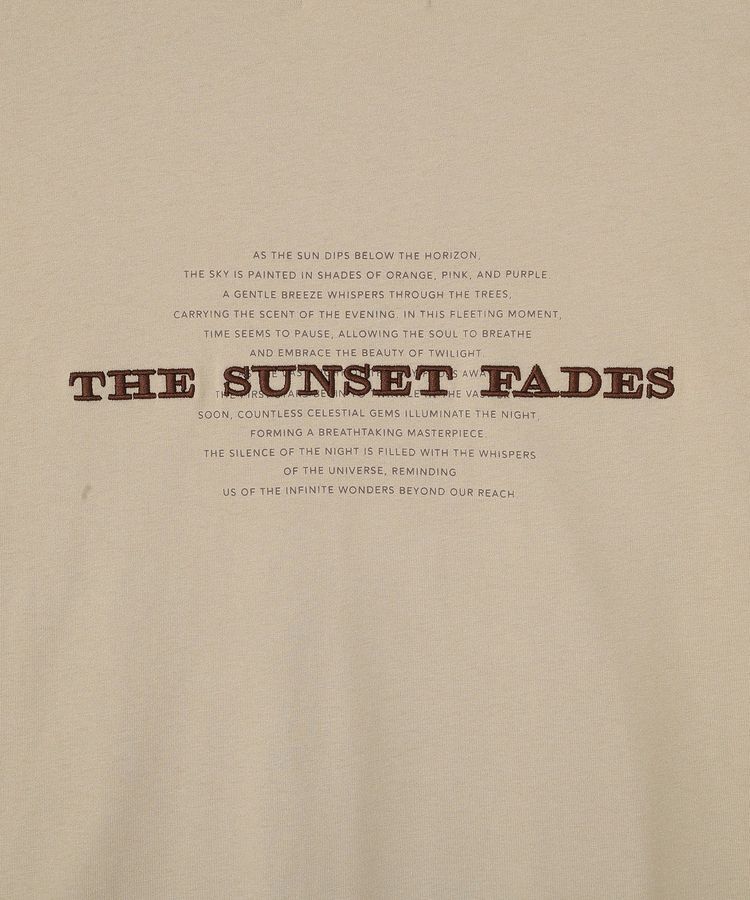 AS THE SUN DIPS BELOW THE HORIZON,
THE SKY IS PAINTED IN SHADES OF ORANGE, PINK, AND PURPLE.
A GENTLE BREEZE WHISPERS THROUGH THE TREES,
CARRYING THE SCENT OF THE EVENING. IN THIS FLEETING MOMENT,
TIME SEEMS TO PAUSE, ALLOWING THE SOUL TO BREATHE
AND EMBRACE THE BEAUTY OF TWILIGHT.
THE SUNSET FADES
SOON, COUNTLESS CELESTIAL GEMS ILLUMINATE THE NIGHT,
FORMING A BREATHTAKING MASTERPIECE.
THE SILENCE OF THE NIGHT IS FILLED WITH THE WHISPERS
OF THE UNIVERSE, REMINDING
US OF THE INFINITE WONDERS BEYOND OUR REACH